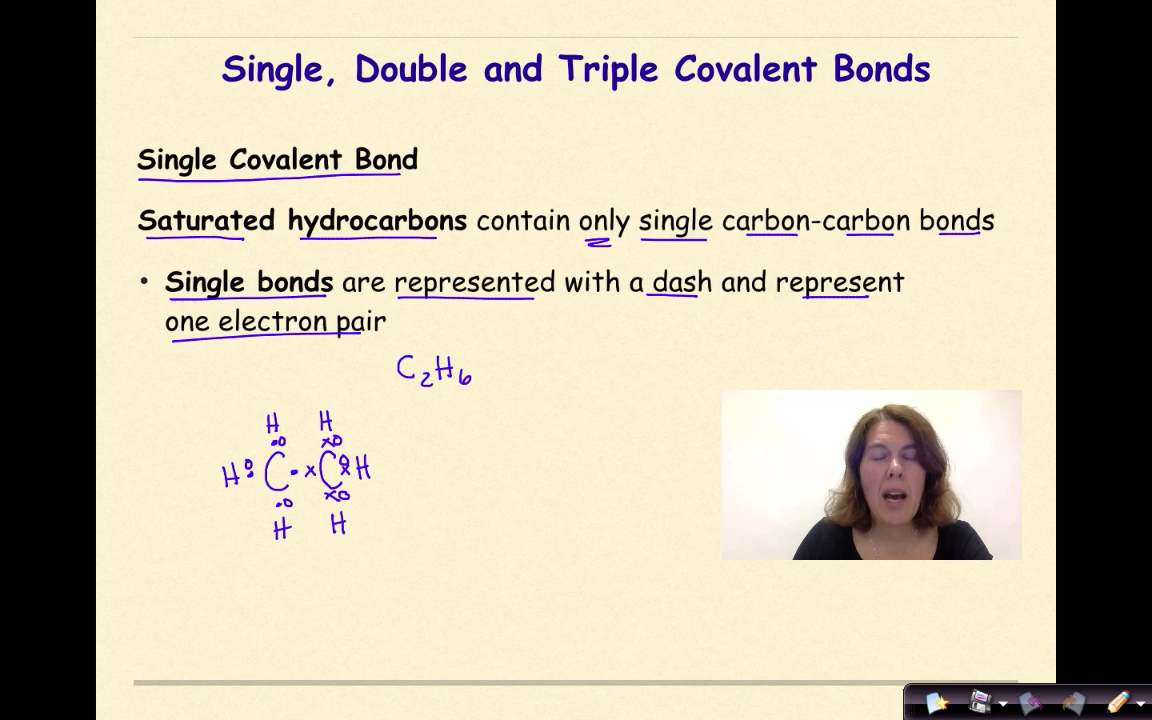 Single, Double and Triple Covalent Bonds
Single Covalent Bond
Saturated hydrocarbons contain only single carbon-carbon bonds
• Single bonds are represented with a dash and represent
one electron pair
C₂H₆
H H
H C C H
H H